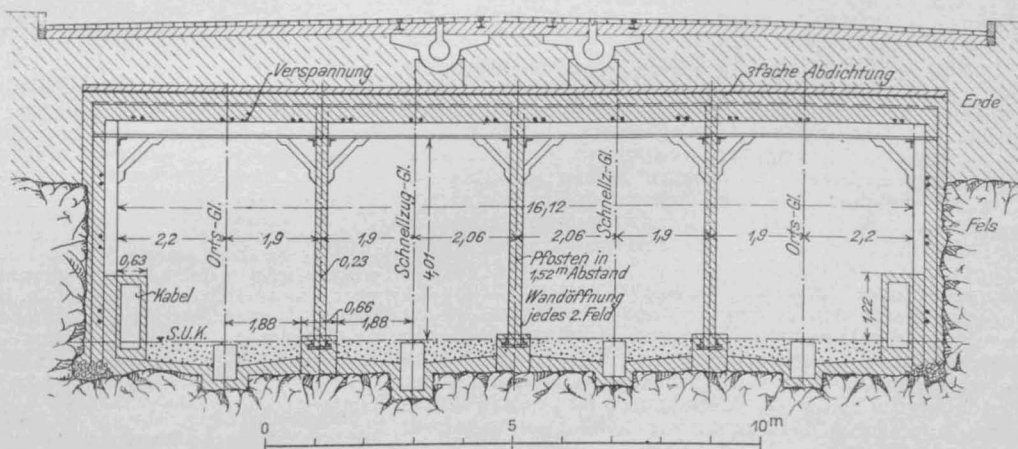 Verspannung
3fache Abdichtung
Erde
Fels
16,12
Orts-Gl.
Schnellzug-Gl.
Schnellz.-Gl.
Orts-Gl.
2,2
1,9
1,9
2,06
2,06
1,9
1,9
2,2
4,01
0,63
0,23
Pfosten in
1,52ᵐ Abstand
Kabel
0,66
Wandöffnung
jedes 2. Feld
1,22
1,88
1,88
S.U.K.
0
5
10ᵐ